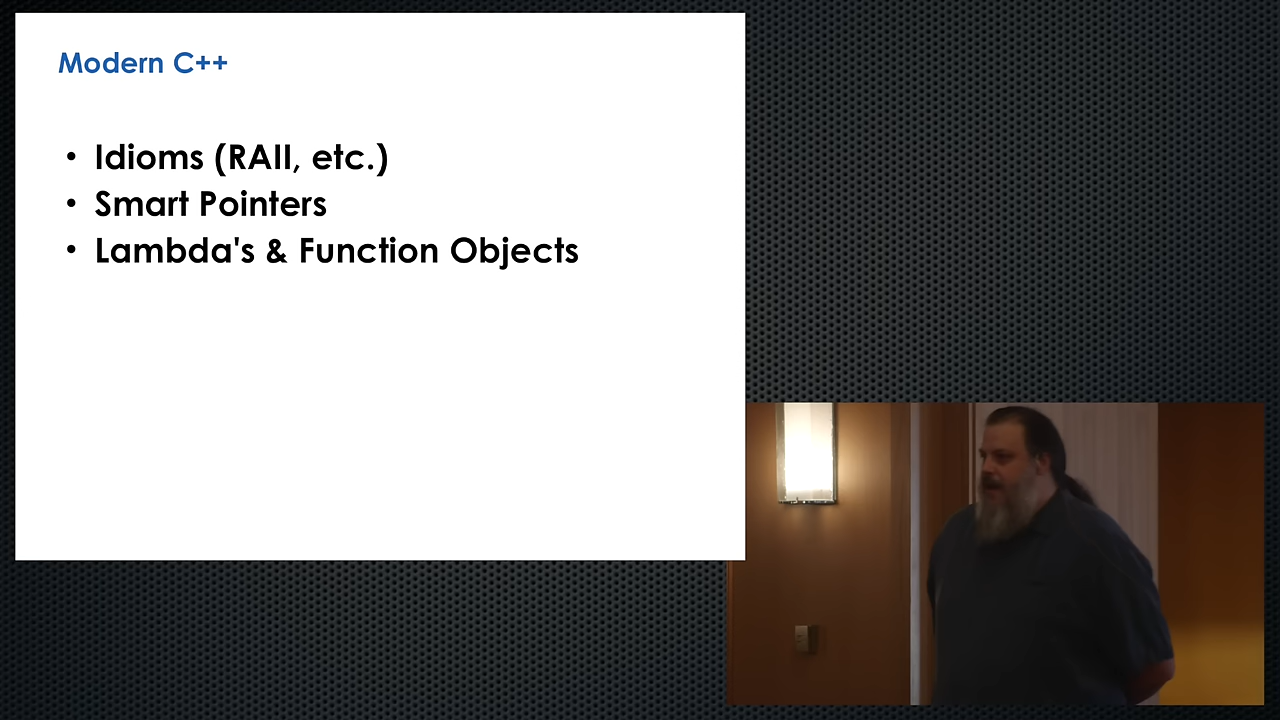 Modern C++
• Idioms (RAII, etc.)
• Smart Pointers
• Lambda's & Function Objects